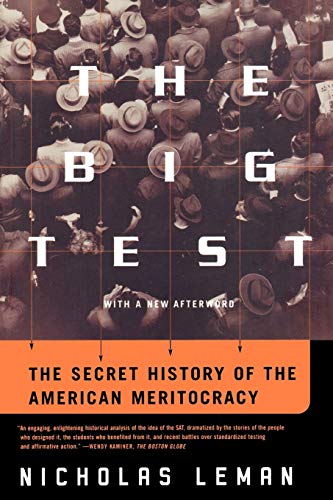 THE
BIG
TEST
WITH A NEW AFTERWORD
THE SECRET HISTORY OF THE
AMERICAN MERITOCRACY
"An engaging, enlightening historical analysis of the idea of the SAT, dramatized by the stories of the people
who designed it, the students who benefited from it, and recent battles over standardized testing
and affirmative action." —WENDY KAMINER, THE BOSTON GLOBE
NICHOLAS LEMAN